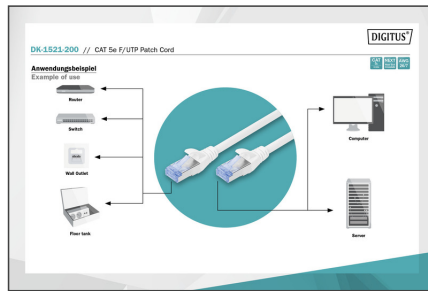 DIGITUS®
DK-1521-200 // CAT 5e F/UTP Patch Cord
Anwendungsbeispiel
Example of use
Router
Switch
Wall Outlet
Floor tank
Computer
Server